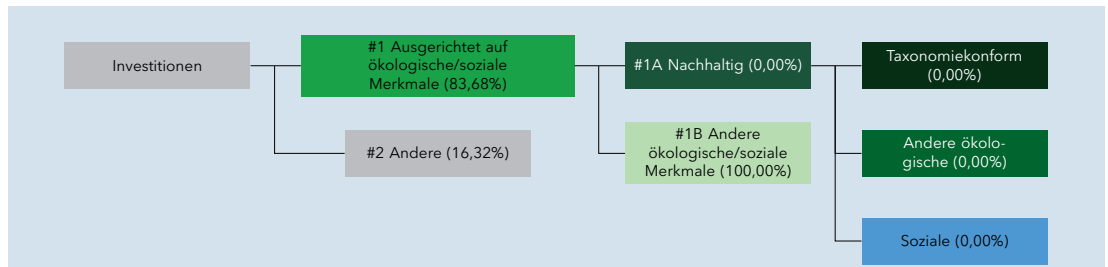 Investitionen
#1 Ausgerichtet auf
ökologische/soziale
Merkmale (83,68%)
#2 Andere (16,32%)
#1A Nachhaltig (0,00%)
#1B Andere
ökologische/soziale
Merkmale (100,00%)
Taxonomiekonform
(0,00%)
Andere ökolo-
gische (0,00%)
Soziale (0,00%)